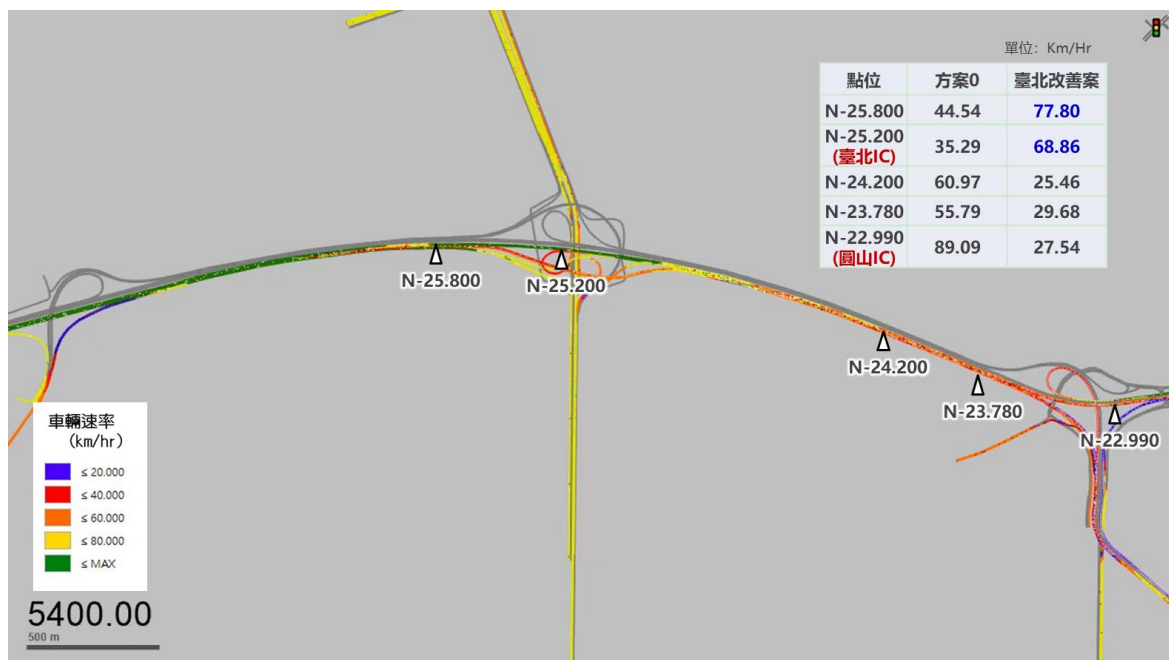 單位：Km/Hr
點位 方案0 臺北改善案
N-25.800 44.54 77.80
N-25.200 35.29 68.86
(臺北IC)
N-24.200 60.97 25.46
N-23.780 55.79 29.68
N-22.990 89.09 27.54
(圓山IC)
N-25.800
N-25.200
N-24.200
N-23.780
N-22.990
車輛速率
（km/hr）
≤ 20.000
≤ 40.000
≤ 60.000
≤ 80.000
≤ MAX
5400.00
500 m